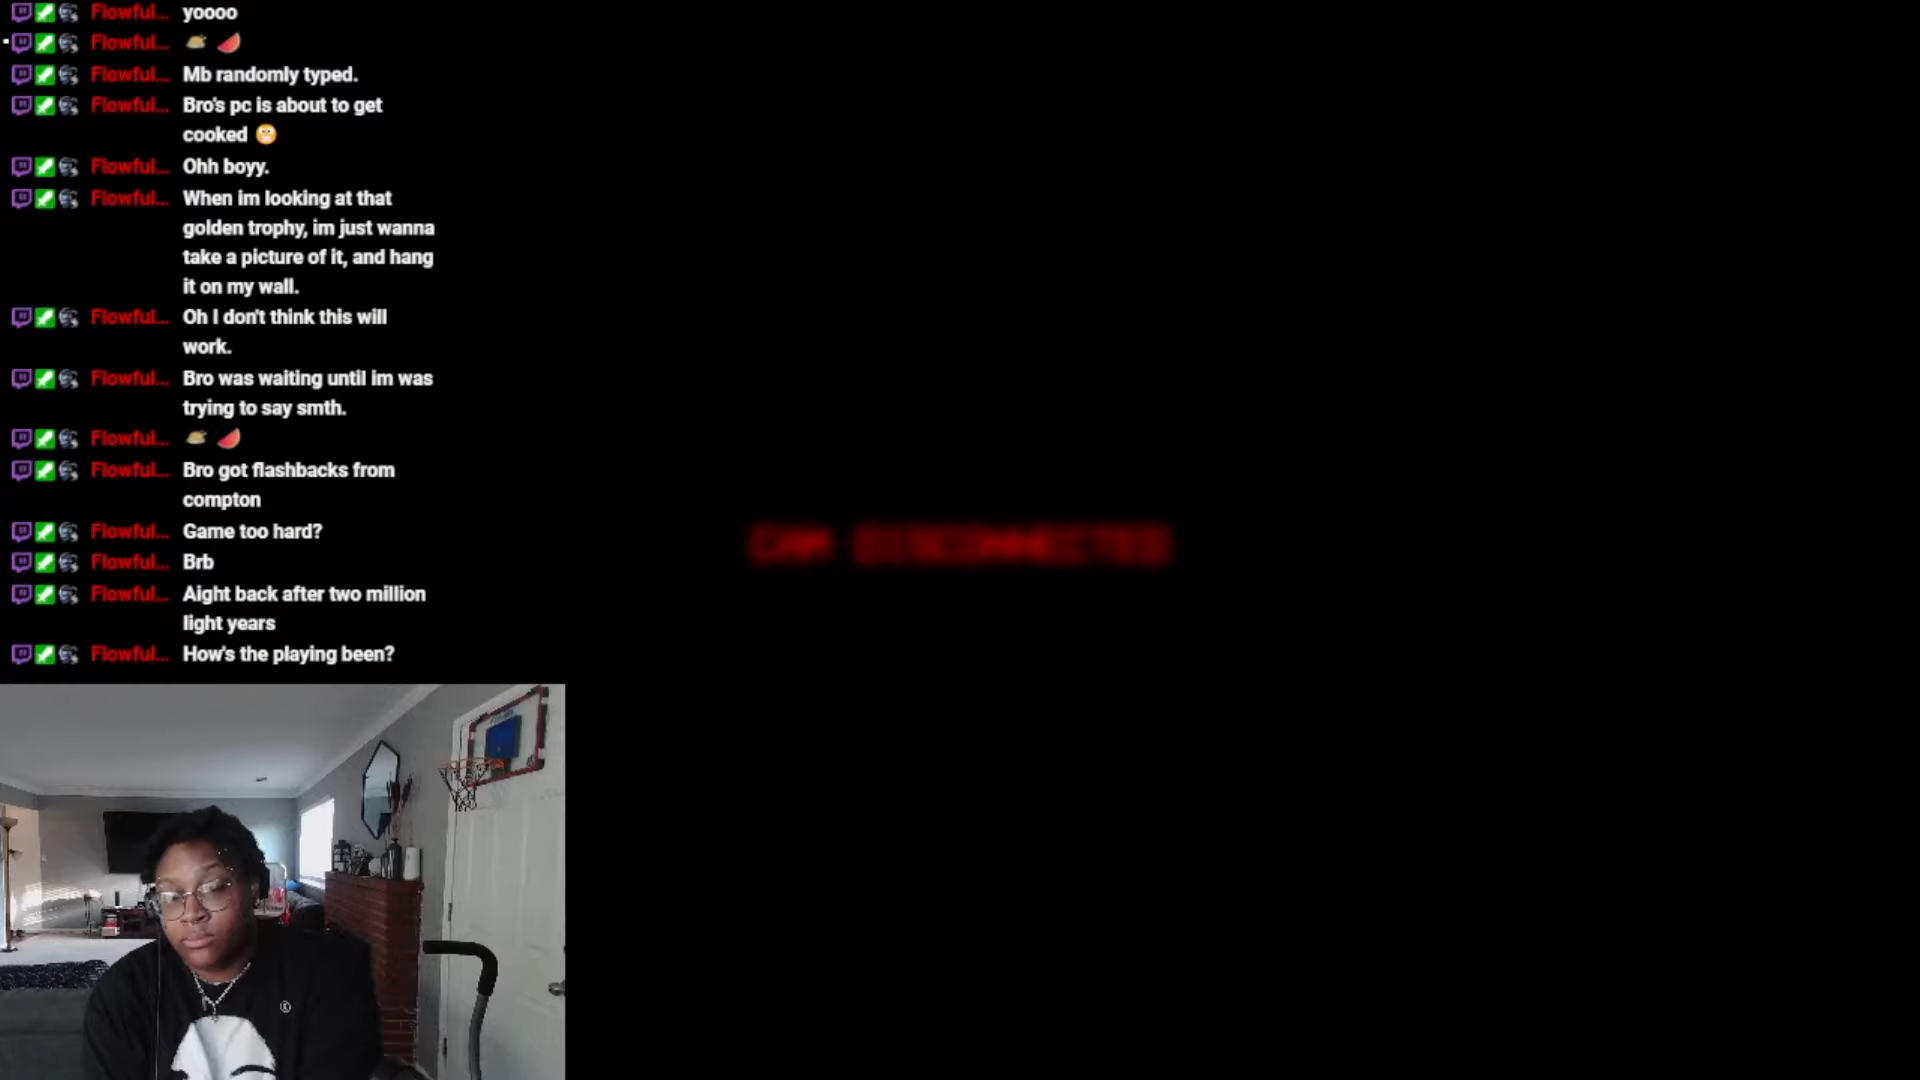 Flowful... yoooo
Flowful... 
Flowful... Mb randomly typed.
Flowful... Bro's pc is about to get
cooked 😬
Flowful... Ohh boyy.
Flowful... When im looking at that
golden trophy, im just wanna
take a picture of it, and hang
it on my wall.
Flowful... Oh I don't think this will
work.
Flowful... Bro was waiting until im was
trying to say smth.
Flowful... 
Flowful... Bro got flashbacks from
compton
CAM DISCONNECTED
Flowful... Game too hard?
Flowful... Brb
Flowful... Aight back after two million
light years
Flowful... How's the playing been?